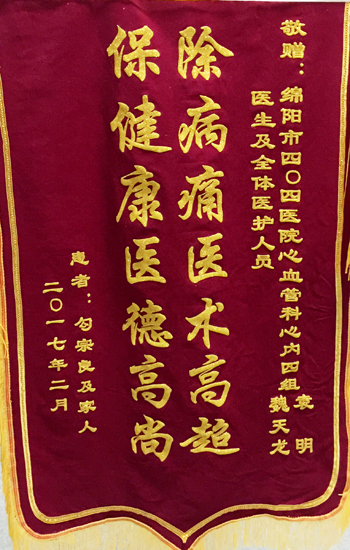 敬赠：绵阳市四〇四医院心血管科心内四组袁明
魏天龙
医生及全体医护人员
除病痛医术高超
保健康医德高尚
患者：勾宗良及家人
二〇一七年二月